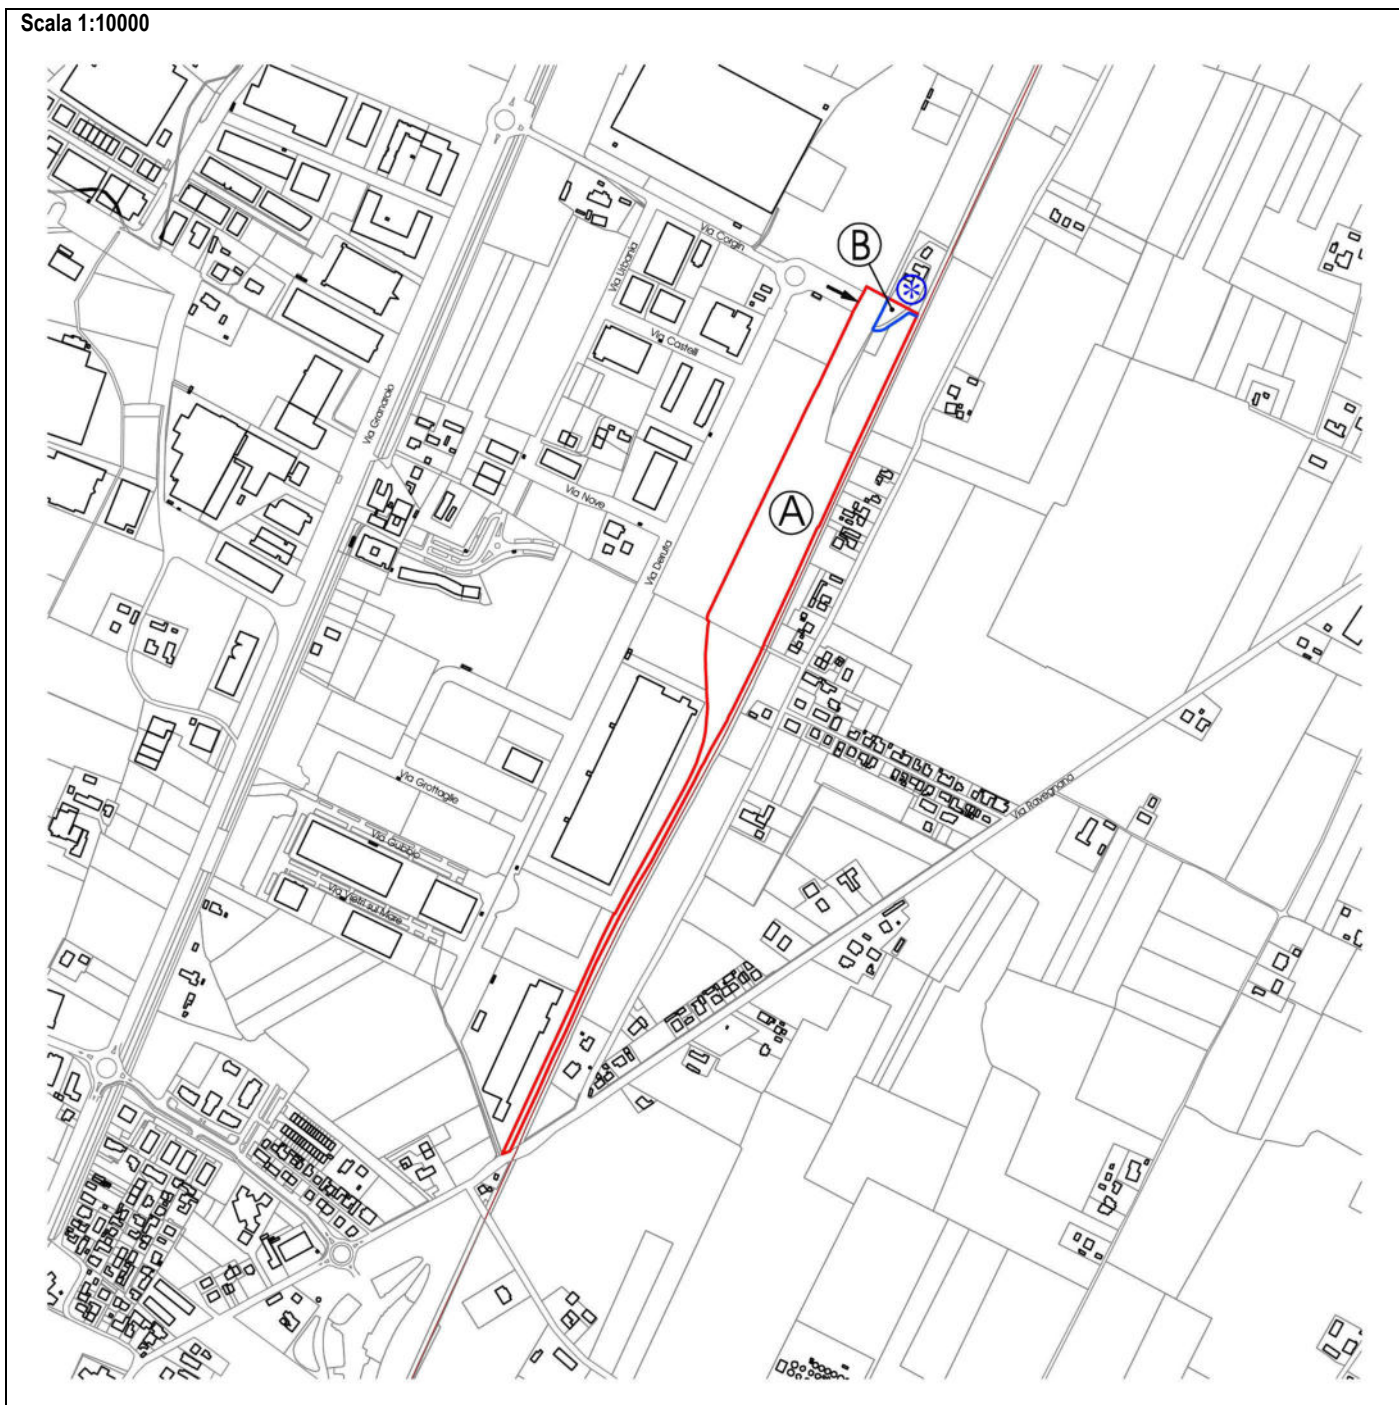 Scala 1:10000
Via Corgin
Via Urbania
B
Via Castelli
Via Granarolo
Via Nove
A
Via Deruta
Via Grottaglie
Via Ravegnana
Via Gubbio
Via Vietri sul Mare